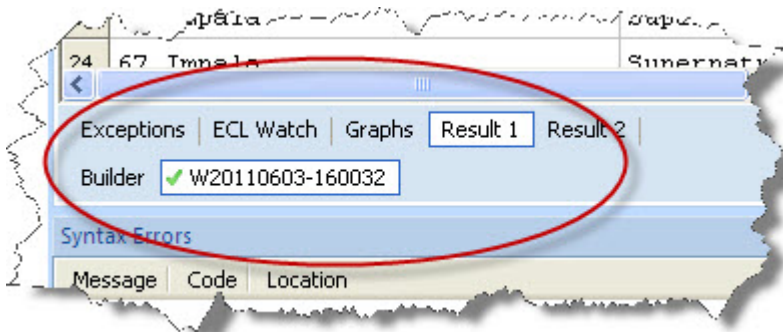 24 67 Impala Supernatu
Exceptions ECL Watch Graphs Result 1 Result 2
Builder W20110603-160032
Syntax Errors
Message Code Location